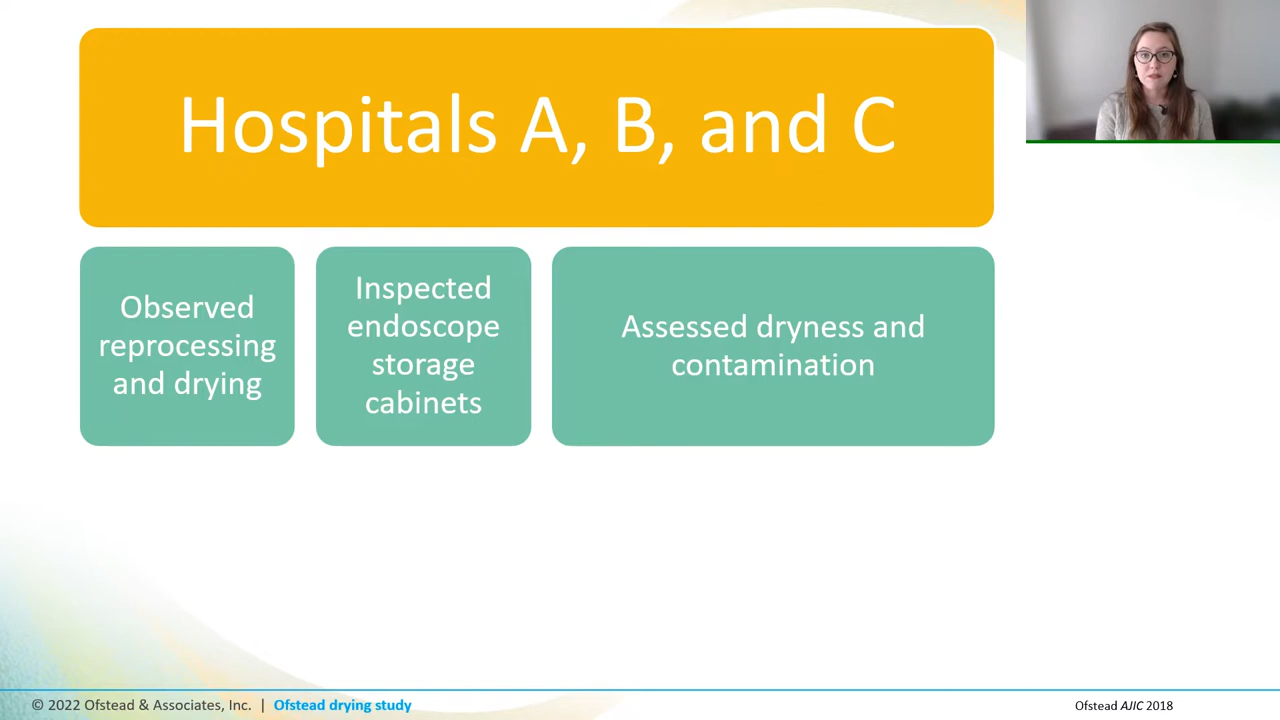 Hospitals A, B, and C
Observed
reprocessing
and drying
Inspected
endoscope
storage
cabinets
Assessed dryness and
contamination
© 2022 Ofstead & Associates, Inc. | Ofstead drying study
Ofstead AJIC 2018